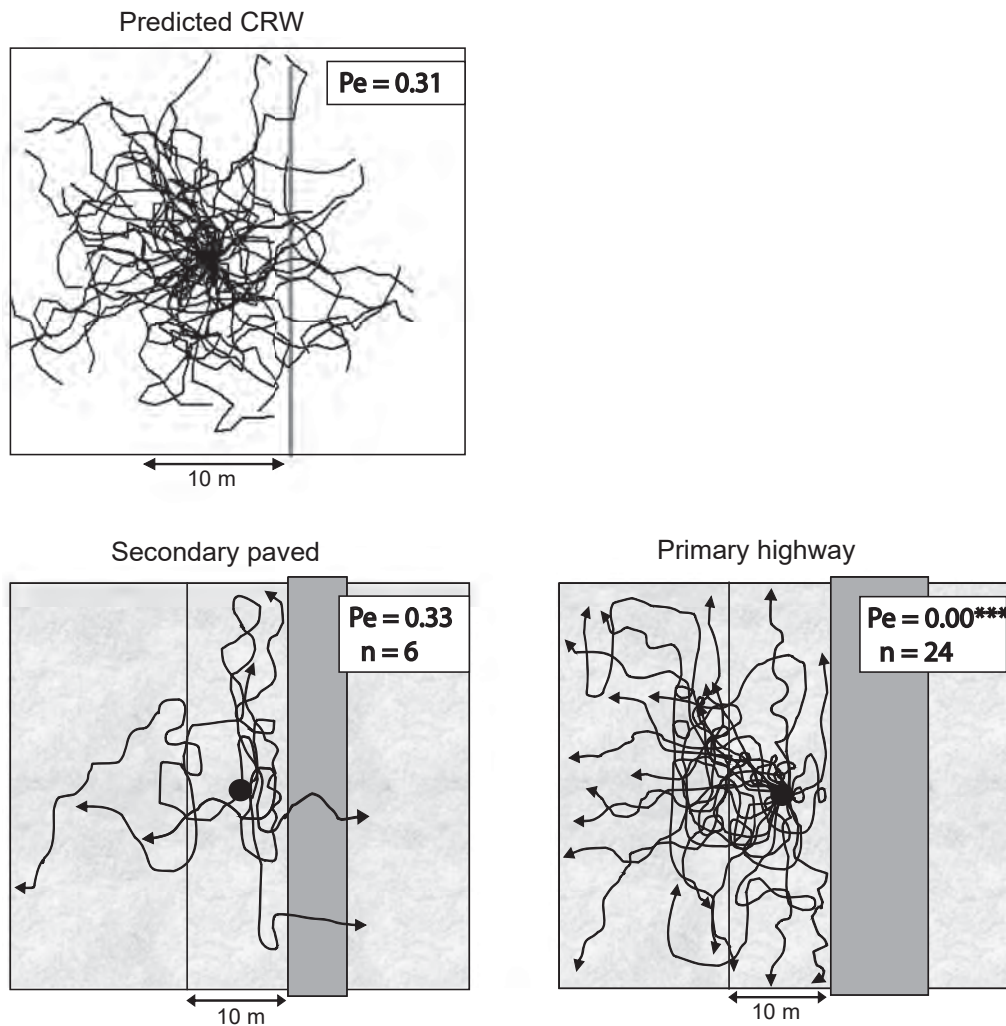 Predicted CRW
Pe = 0.31
10 m
Secondary paved
Pe = 0.33
n = 6
10 m
Primary highway
Pe = 0.00***
n = 24
10 m